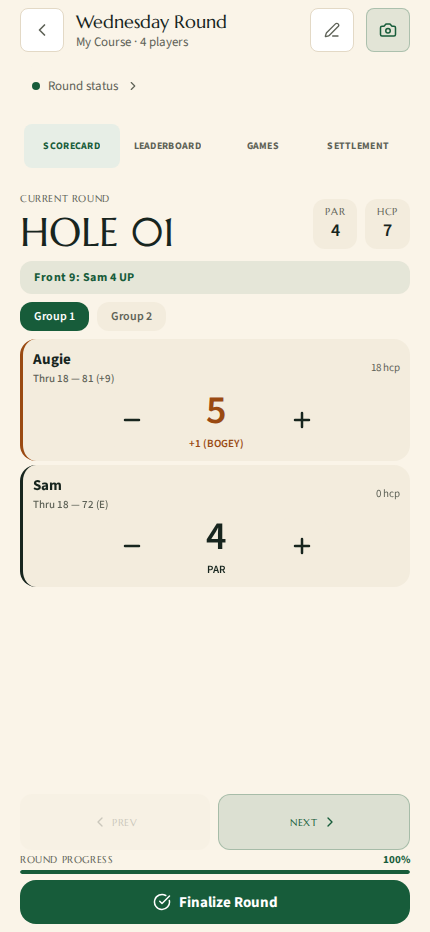 Wednesday Round
My Course · 4 players
Round status
SCORECARD LEADERBOARD GAMES SETTLEMENT
CURRENT ROUND
HOLE 01
PAR HCP
4 7
Front 9: Sam 4 UP
Group 1 Group 2
Augie
18 hcp
Thru 18 — 81 (+9)
− 5 +
+1 (BOGEY)
Sam
0 hcp
Thru 18 — 72 (E)
− 4 +
PAR
PREV NEXT
ROUND PROGRESS 100%
Finalize Round